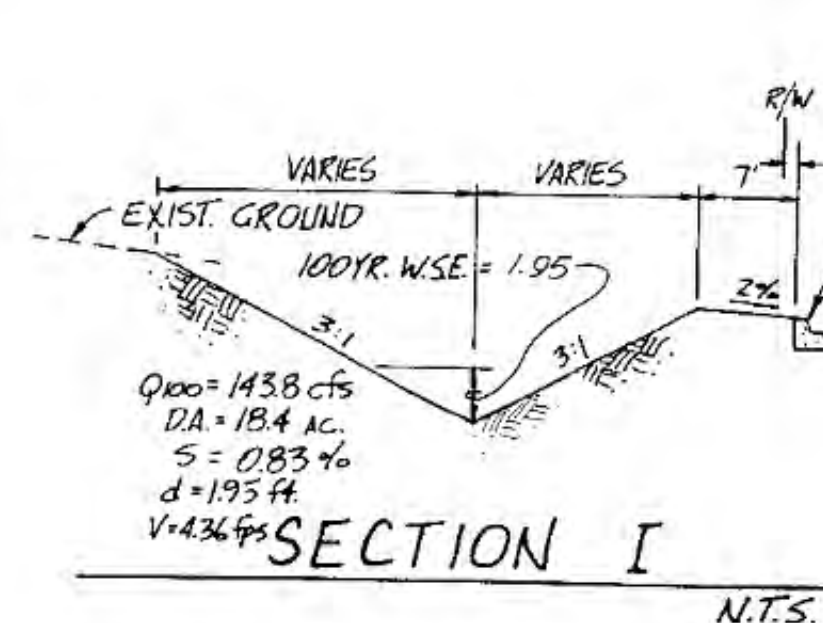 R/W
VARIES
VARIES
7'
EXIST. GROUND
100YR. W.S.E. = 1.95
2%
3:1
3:1
Q100 = 143.8 cfs
D.A. = 18.4 AC.
S = 0.83 %
d = 1.95 ft.
V = 4.36 fps
SECTION I
N.T.S.